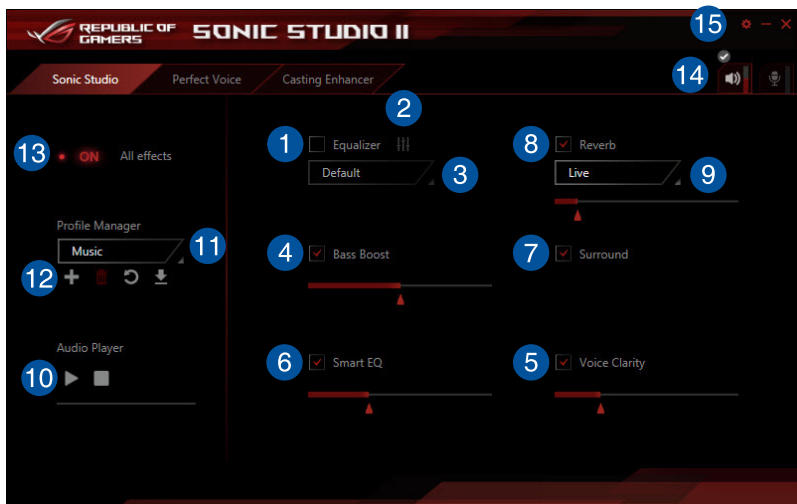 REPUBLIC OF
GAMERS
SONIC STUDIO II
15
Sonic Studio
Perfect Voice
Casting Enhancer
14
2
13
ON
All effects
1
Equalizer
Default
3
8
Reverb
Live
9
Profile Manager
Music
11
12
4
Bass Boost
7
Surround
Audio Player
10
6
Smart EQ
5
Voice Clarity